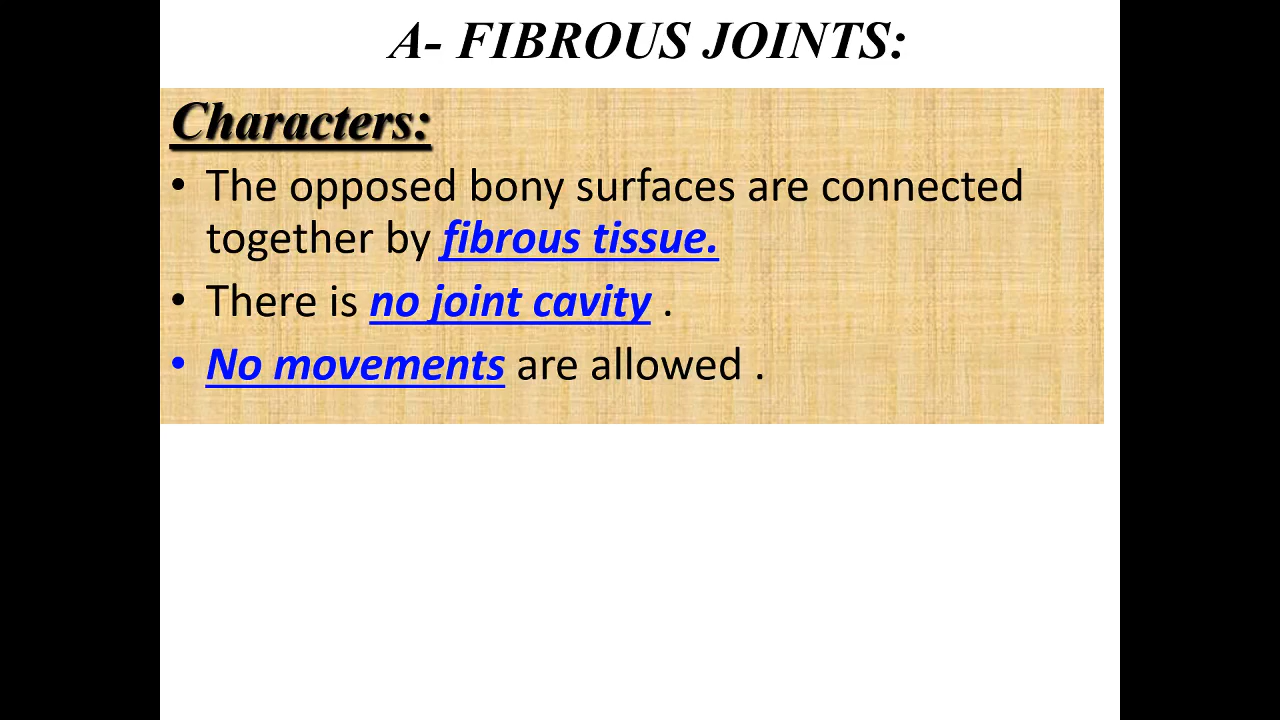 A- FIBROUS JOINTS:
Characters:
• The opposed bony surfaces are connected
together by fibrous tissue.
• There is no joint cavity .
• No movements are allowed .